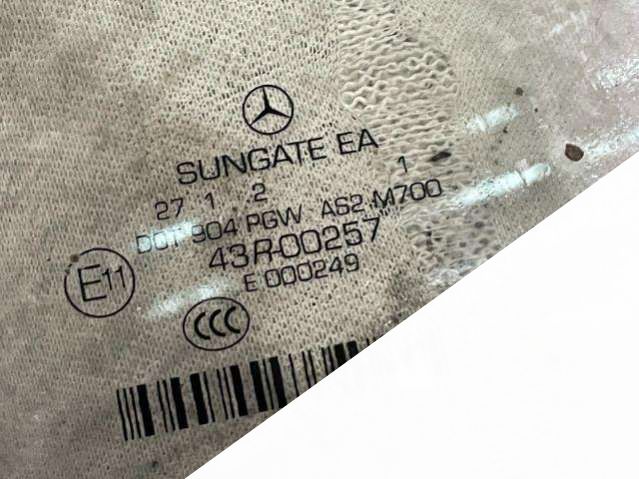 SUNGATE EA
27 1 2 1
DOT 904 PGW AS2 M700
43R-00257
E11
E 000249
CCC